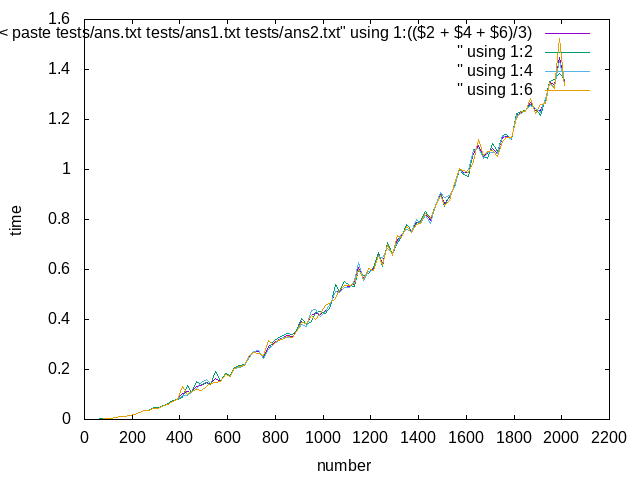 < paste tests/ans.txt tests/ans1.txt tests/ans2.txt" using 1:(($2 + $4 + $6)/3)
'' using 1:2
'' using 1:4
'' using 1:6
1.6
1.4
1.2
1
0.8
0.6
0.4
0.2
0
time
0 200 400 600 800 1000 1200 1400 1600 1800 2000 2200
number